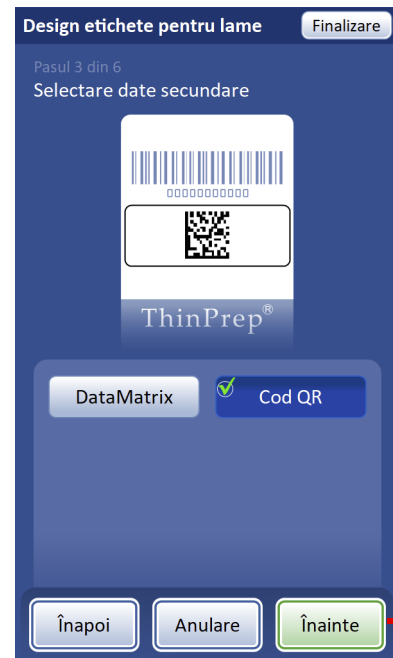 Design etichete pentru lame
Finalizare
Pasul 3 din 6
Selectare date secundare
00000000000
ThinPrep®
DataMatrix
Cod QR
Înapoi
Anulare
Înainte